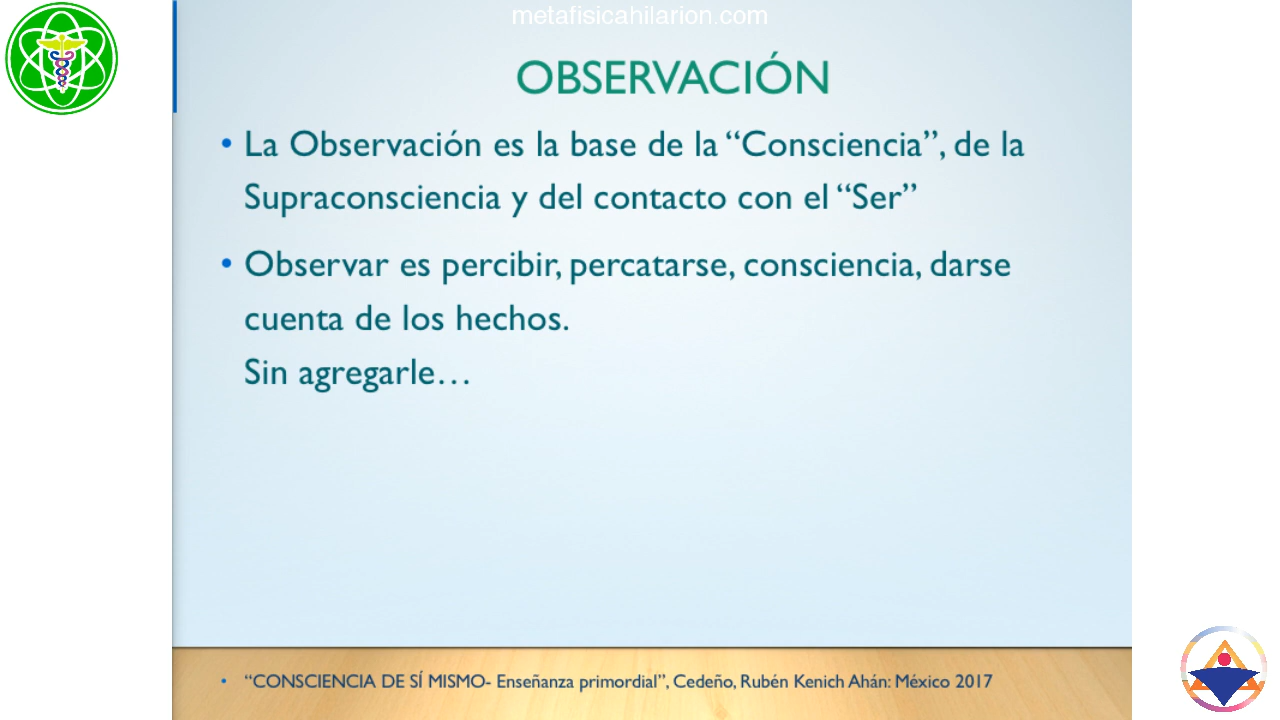 metafisicahilarion.com
OBSERVACIÓN
• La Observación es la base de la “Consciencia”, de la
Supraconsciencia y del contacto con el “Ser”
• Observar es percibir, percatarse, consciencia, darse
cuenta de los hechos.
Sin agregarle…
• “CONSCIENCIA DE SÍ MISMO- Enseñanza primordial”, Cedeño, Rubén Kenich Ahán: México 2017